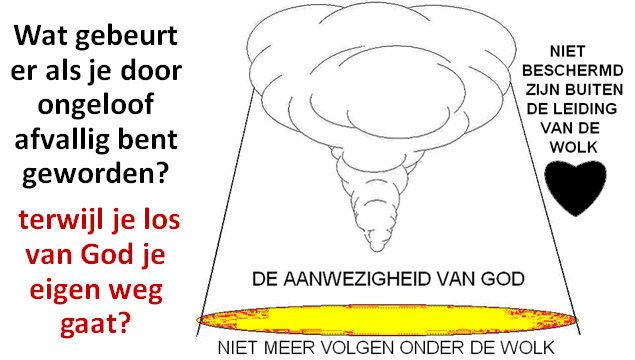 Wat gebeurt
er als je door
ongeloof
afvallig bent
geworden?
terwijl je los
van God je
eigen weg
gaat?
NIET
BESCHERMD
ZIJN BUITEN
DE LEIDING
VAN DE
WOLK
DE AANWEZIGHEID VAN GOD
NIET MEER VOLGEN ONDER DE WOLK